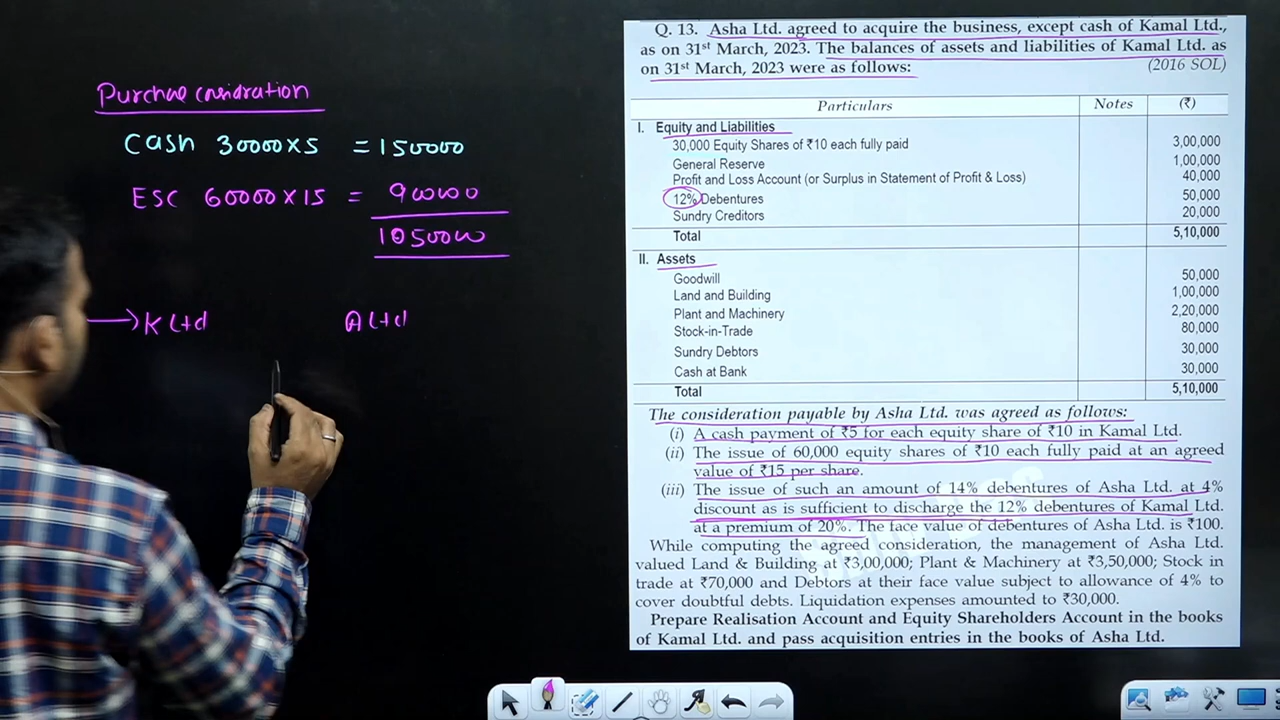 Purchase considration
Cash 30000×5 = 150000
ESC 60000×15 = 900000
1050000
→ K Ltd A Ltd
Q. 13. Asha Ltd. agreed to acquire the business, except cash of Kamal Ltd.,
as on 31st March, 2023. The balances of assets and liabilities of Kamal Ltd. as
on 31st March, 2023 were as follows: (2016 SOL)
Particulars Notes (₹)
I. Equity and Liabilities
30,000 Equity Shares of ₹10 each fully paid 3,00,000
General Reserve 1,00,000
Profit and Loss Account (or Surplus in Statement of Profit & Loss) 40,000
12% Debentures 50,000
Sundry Creditors 20,000
Total 5,10,000
II. Assets
Goodwill 50,000
Land and Building 1,00,000
Plant and Machinery 2,20,000
Stock-in-Trade 80,000
Sundry Debtors 30,000
Cash at Bank 30,000
Total 5,10,000
The consideration payable by Asha Ltd. was agreed as follows:
(i) A cash payment of ₹5 for each equity share of ₹10 in Kamal Ltd.
(ii) The issue of 60,000 equity shares of ₹10 each fully paid at an agreed
value of ₹15 per share.
(iii) The issue of such an amount of 14% debentures of Asha Ltd. at 4%
discount as is sufficient to discharge the 12% debentures of Kamal Ltd.
at a premium of 20%. The face value of debentures of Asha Ltd. is ₹100.
While computing the agreed consideration, the management of Asha Ltd.
valued Land & Building at ₹3,00,000; Plant & Machinery at ₹3,50,000; Stock in
trade at ₹70,000 and Debtors at their face value subject to allowance of 4% to
cover doubtful debts. Liquidation expenses amounted to ₹30,000.
Prepare Realisation Account and Equity Shareholders Account in the books
of Kamal Ltd. and pass acquisition entries in the books of Asha Ltd.